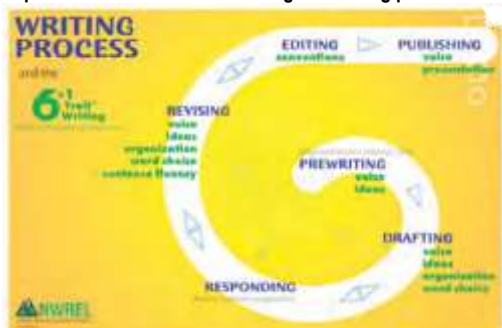 WRITING
PROCESS
and the
6+1
Trait
Writing
EDITING
conventions
PUBLISHING
voice
presentation
REVISING
voice
ideas
organization
word choice
sentence fluency
PREWRITING
voice
ideas
DRAFTING
voice
ideas
organization
word choice
RESPONDING
NWREL